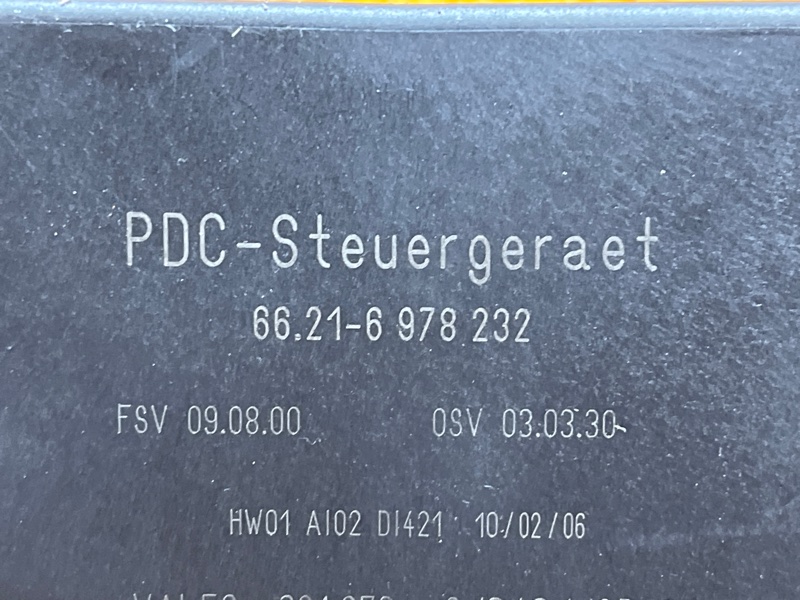 PDC-Steuergeraet
66.21-6 978 232
FSV 09.08.00 OSV 03.03.30
HW01 AI02 DI421 10/02/06